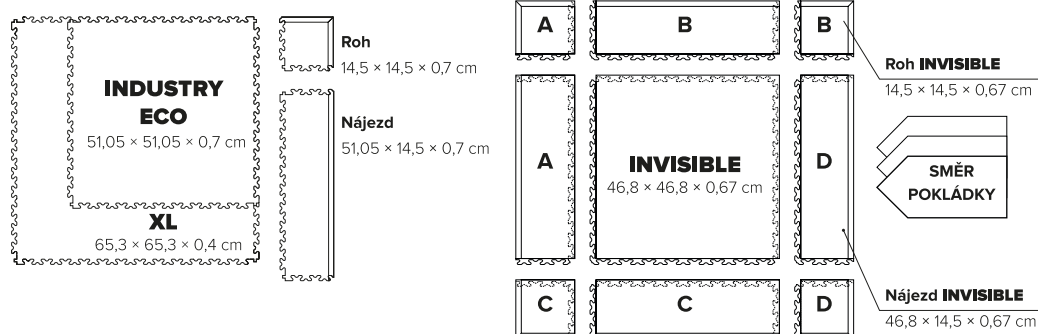 INDUSTRY
ECO
51,05 × 51,05 × 0,7 cm
XL
65,3 × 65,3 × 0,4 cm
Roh
14,5 × 14,5 × 0,7 cm
Nájezd
51,05 × 14,5 × 0,7 cm
A
B
B
A
INVISIBLE
46,8 × 46,8 × 0,67 cm
D
C
C
D
Roh INVISIBLE
14,5 × 14,5 × 0,67 cm
SMĚR
POKLÁDKY
Nájezd INVISIBLE
46,8 × 14,5 × 0,67 cm